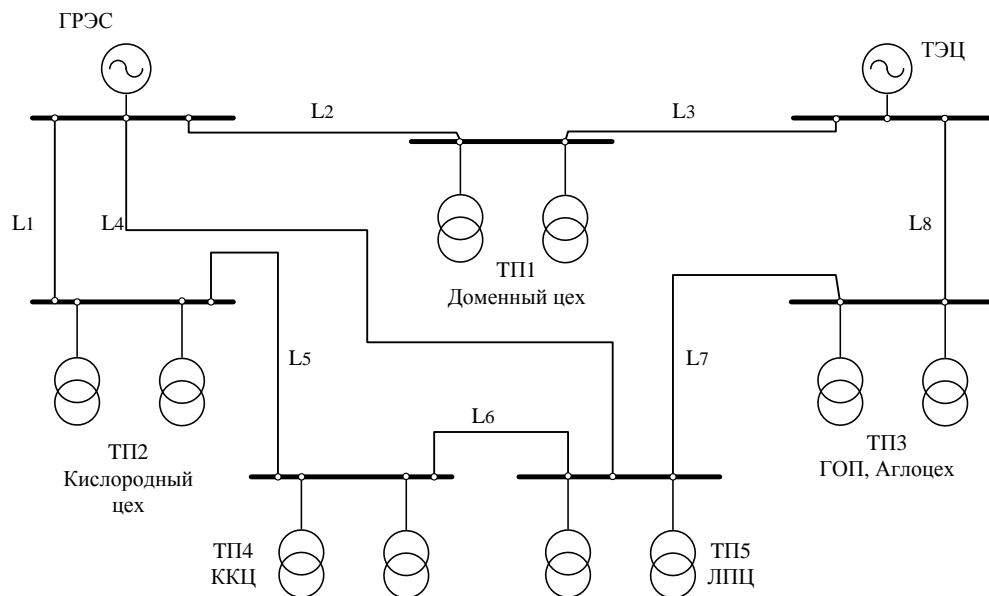 ГРЭС
ТЭЦ
L2
L3
L1
L4
L8
ТП1
Доменный цех
L5
L7
L6
ТП2
Кислородный
цех
ТП3
ГОП, Аглоцех
ТП4
ККЦ
ТП5
ЛПЦ